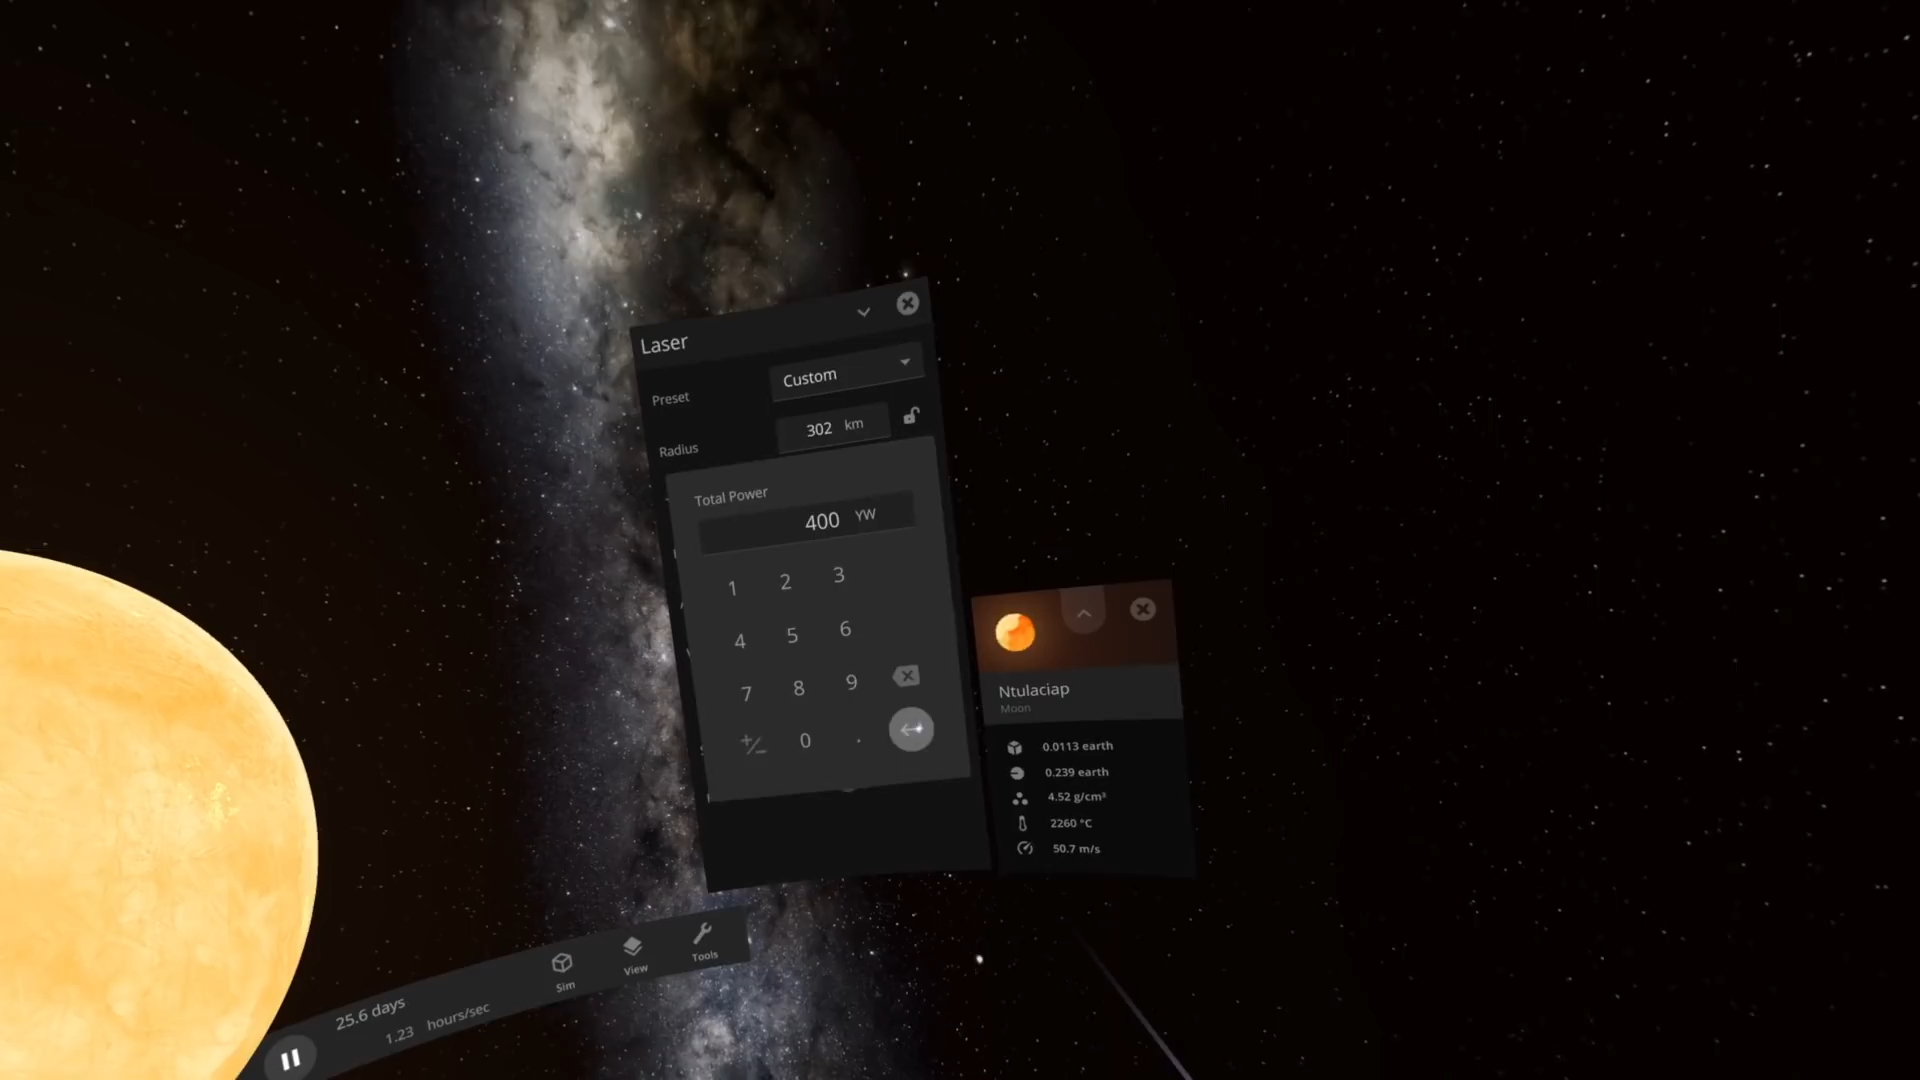 Laser
Preset
Custom
Radius
302 km
Total Power
400 YW
1 2 3
4 5 6
7 8 9
+/- 0 .
Ntulaciap
Moon
0.0113 earth
0.239 earth
4.52 g/cm³
2260 °C
50.7 m/s
25.6 days
1.23 hours/sec
Sim
View
Tools